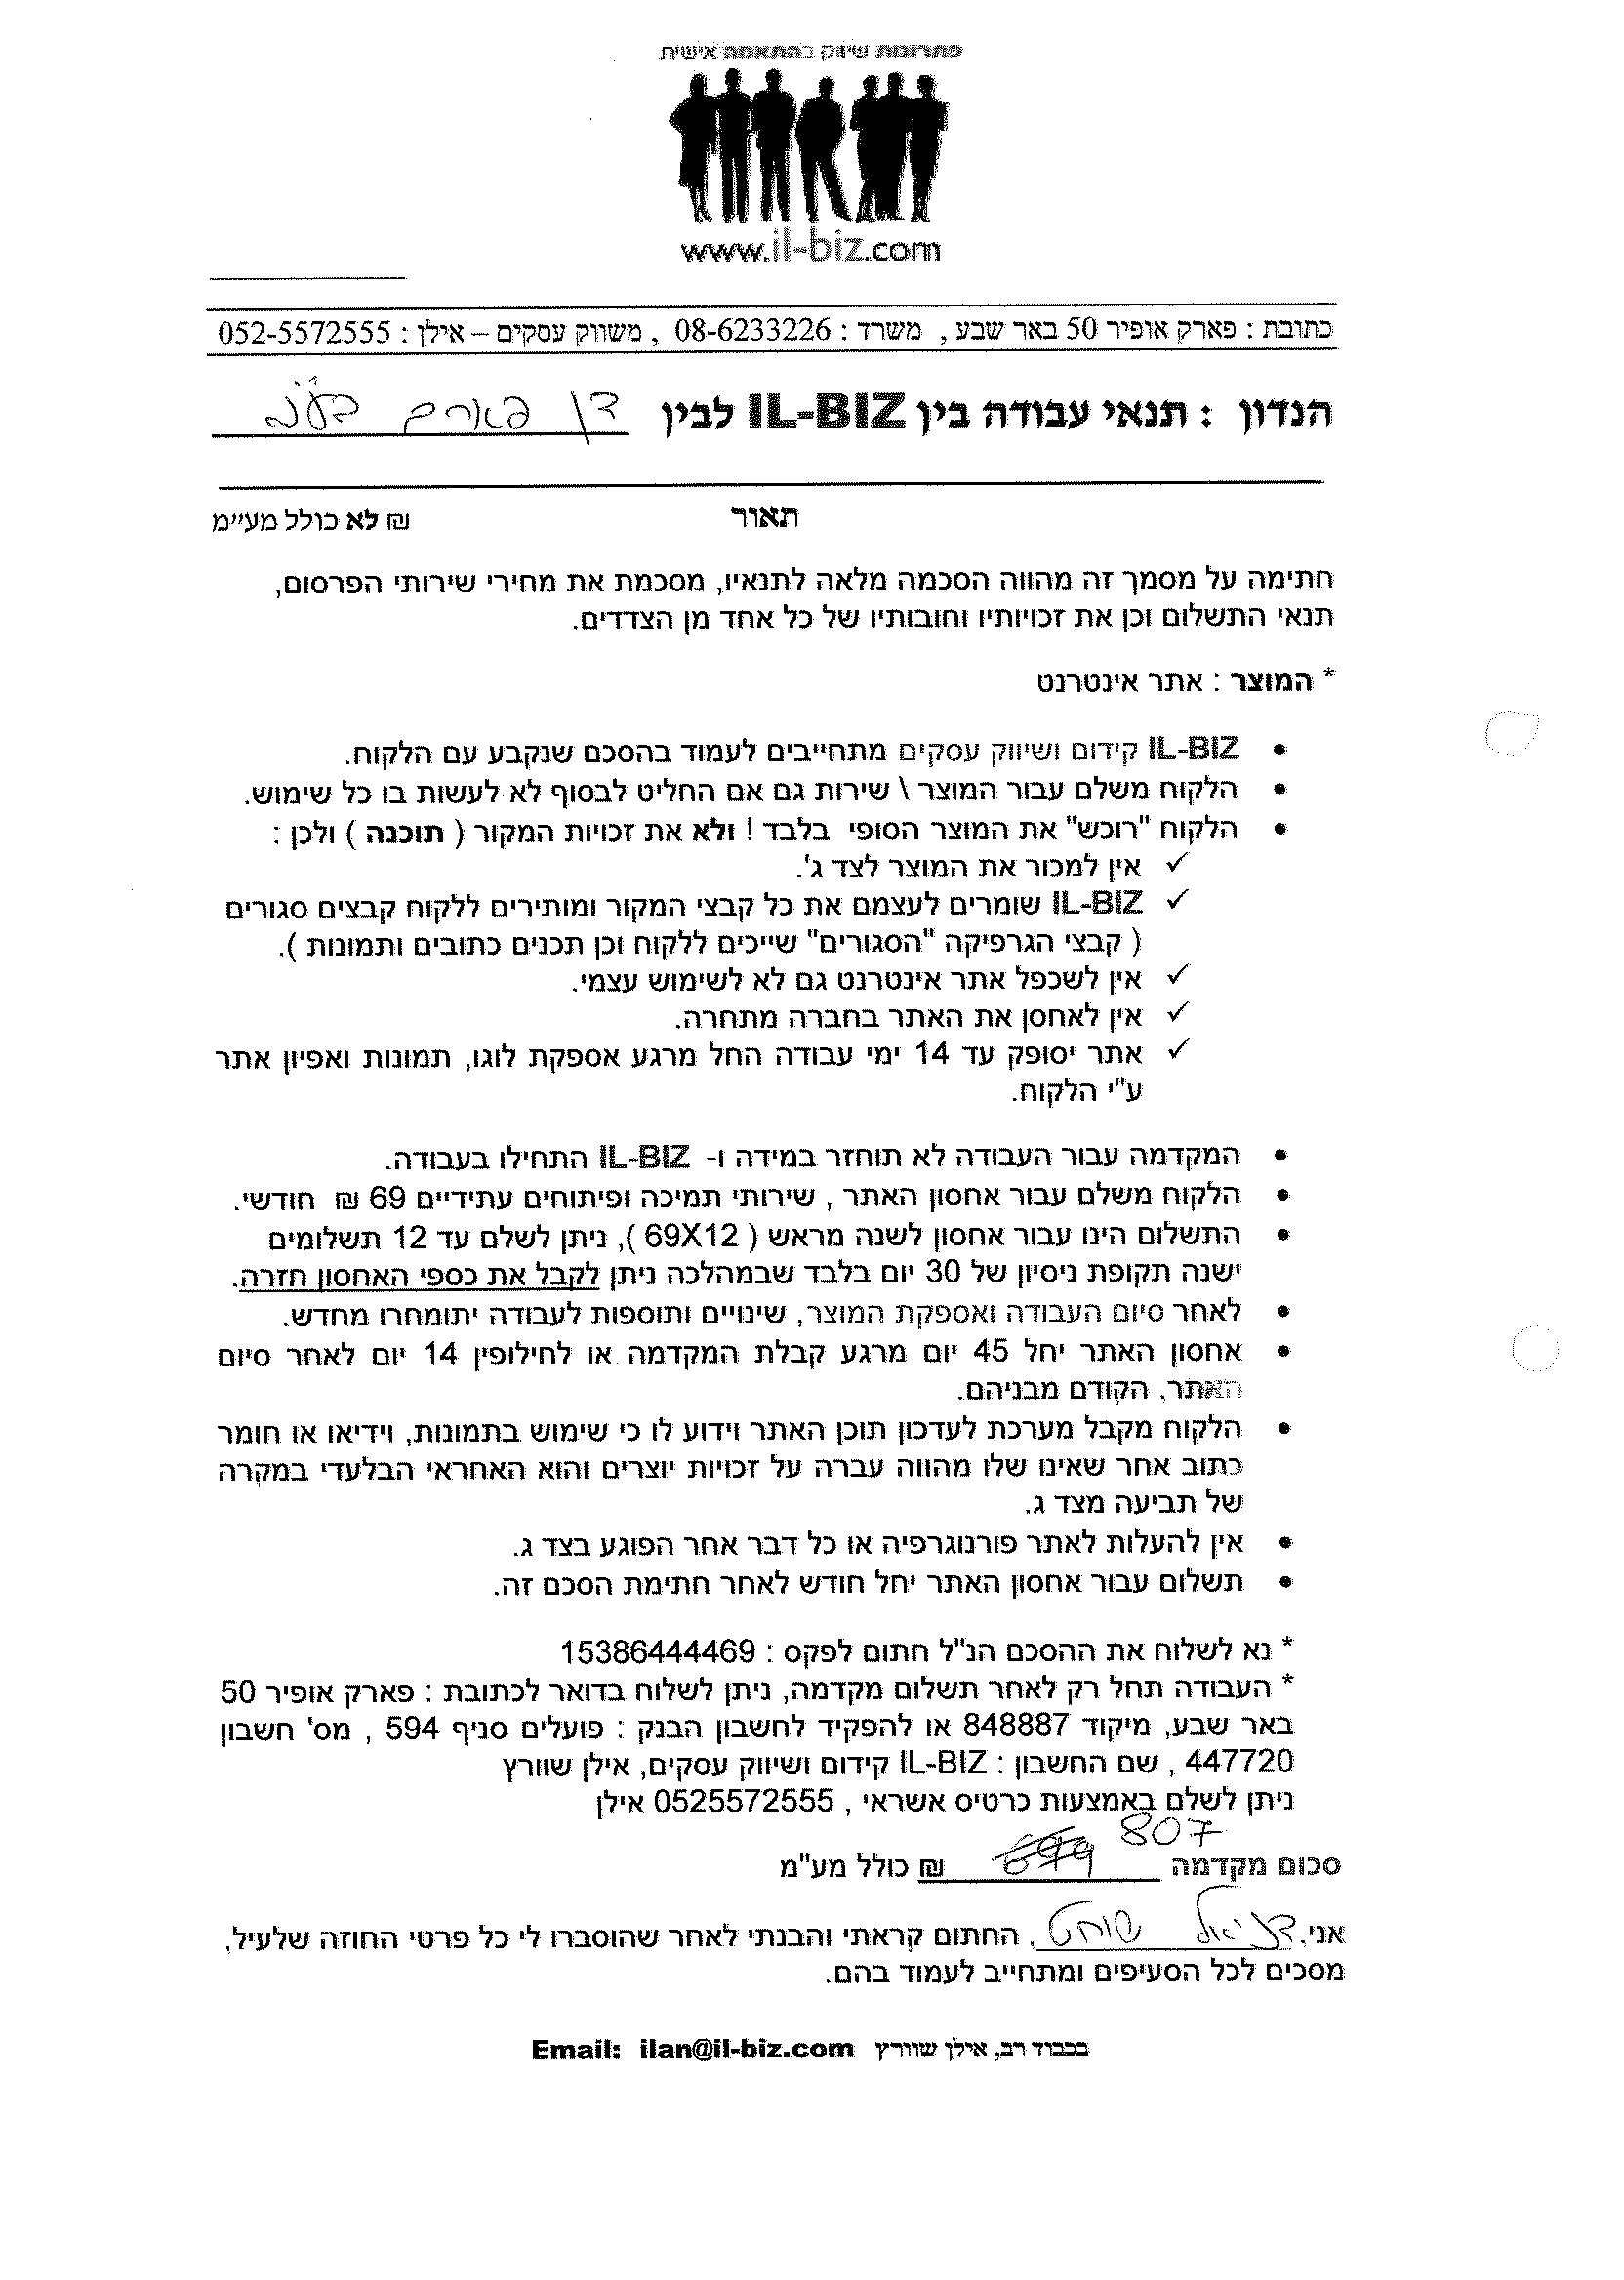 פתרונות שיווק בהתאמה אישית
www.il-biz.com
כתובת : פארק אופיר 50 באר שבע , משרד : 08-6233226 , משווק עסקים – אילן : 052-5572555
הנדון : תנאי עבודה בין IL-BIZ לבין דן פארם בע"מ
תאור
₪ לא כולל מע"מ
חתימה על מסמך זה מהווה הסכמה מלאה לתנאיו, מסכמת את מחירי שירותי הפרסום,
תנאי התשלום וכן את זכויותיו וחובותיו של כל אחד מן הצדדים.
* המוצר : אתר אינטרנט
• IL-BIZ קידום ושיווק עסקים מתחייבים לעמוד בהסכם שנקבע עם הלקוח.
• הלקוח משלם עבור המוצר \ שירות גם אם החליט לבסוף לא לעשות בו כל שימוש.
• הלקוח "רוכש" את המוצר הסופי בלבד ! ולא את זכויות המקור ( תוכנה ) ולכן :
✓ אין למכור את המוצר לצד ג'.
✓ IL-BIZ שומרים לעצמם את כל קבצי המקור ומותירים ללקוח קבצים סגורים
( קבצי הגרפיקה "הסגורים" שייכים ללקוח וכן תכנים כתובים ותמונות ).
✓ אין לשכפל אתר אינטרנט גם לא לשימוש עצמי.
✓ אין לאחסן את האתר בחברה מתחרה.
✓ אתר יסופק עד 14 ימי עבודה החל מרגע אספקת לוגו, תמונות ואפיון אתר
ע"י הלקוח.
• המקדמה עבור העבודה לא תוחזר במידה ו- IL-BIZ התחילו בעבודה.
• הלקוח משלם עבור אחסון האתר , שירותי תמיכה ופיתוחים עתידיים 69 ₪ חודשי.
• התשלום הינו עבור אחסון לשנה מראש ( 69X12 ), ניתן לשלם עד 12 תשלומים
ישנה תקופת ניסיון של 30 יום בלבד שבמהלכה ניתן לקבל את כספי האחסון חזרה.
• לאחר סיום העבודה ואספקת המוצר, שינויים ותוספות לעבודה יתומחרו מחדש.
• אחסון האתר יחל 45 יום מרגע קבלת המקדמה או לחילופין 14 יום לאחר סיום
האתר, הקודם מבניהם.
• הלקוח מקבל מערכת לעדכון תוכן האתר וידוע לו כי שימוש בתמונות, וידיאו או חומר
כתוב אחר שאינו שלו מהווה עברה על זכויות יוצרים והוא האחראי הבלעדי במקרה
של תביעה מצד ג.
• אין להעלות לאתר פורנוגרפיה או כל דבר אחר הפוגע בצד ג.
• תשלום עבור אחסון האתר יחל חודש לאחר חתימת הסכם זה.
* נא לשלוח את ההסכם הנ"ל חתום לפקס : 15386444469
* העבודה תחל רק לאחר תשלום מקדמה, ניתן לשלוח בדואר לכתובת : פארק אופיר 50
באר שבע, מיקוד 848887 או להפקיד לחשבון הבנק : פועלים סניף 594 , מס' חשבון
447720 , שם החשבון : IL-BIZ קידום ושיווק עסקים, אילן שוורץ
ניתן לשלם באמצעות כרטיס אשראי , 0525572555 אילן
807
סכום מקדמה 699 ₪ כולל מע"מ
אני, דניאל שוחט, החתום קראתי והבנתי לאחר שהוסברו לי כל פרטי החוזה שלעיל,
מסכים לכל הסעיפים ומתחייב לעמוד בהם.
בכבוד רב, אילן שוורץ Email: ilan@il-biz.com